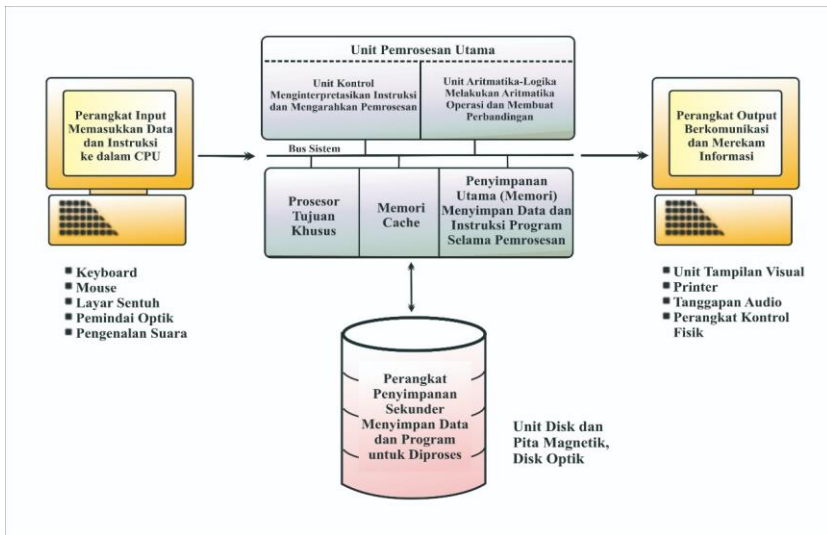 Unit Pemrosesan Utama
Unit Kontrol
Menginterpretasikan Instruksi
dan Mengarahkan Pemrosesan
Unit Aritmatika-Logika
Melakukan Aritmatika
Operasi dan Membuat
Perbandingan
Perangkat Input
Memasukkan Data
dan Instruksi
ke dalam CPU
Bus Sistem
Perangkat Output
Berkomunikasi
dan Merekam
Informasi
Prosesor
Tujuan
Khusus
Memori
Cache
Penyimpanan
Utama (Memori)
Menyimpan Data dan
Instruksi Program
Selama Pemrosesan
Keyboard
Mouse
Layar Sentuh
Pemindai Optik
Pengenalan Suara
Unit Tampilan Visual
Printer
Tanggapan Audio
Perangkat Kontrol
Fisik
Perangkat
Penyimpanan
Sekunder
Menyimpan Data
dan Program
untuk Diproses
Unit Disk dan
Pita Magnetik,
Disk Optik